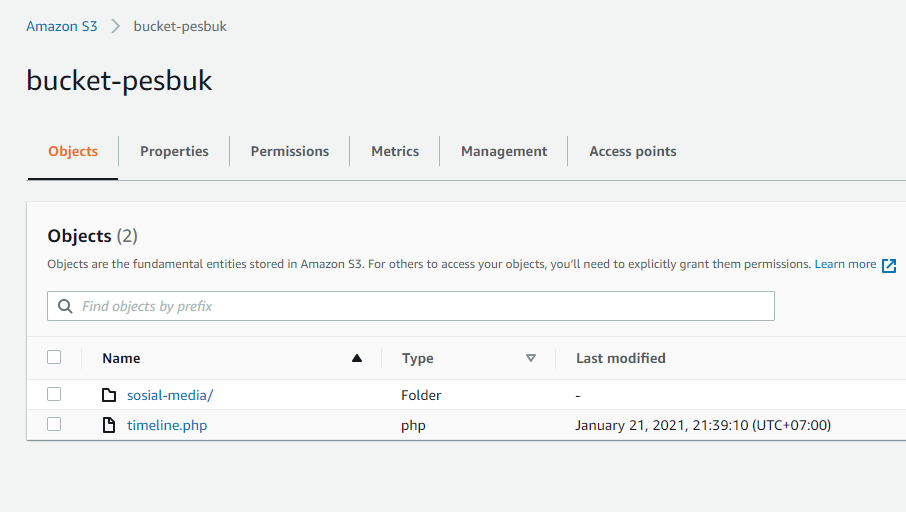 Amazon S3 > bucket-pesbuk
bucket-pesbuk
Objects Properties Permissions Metrics Management Access points
Objects (2)
Objects are the fundamental entities stored in Amazon S3. For others to access your objects, you'll need to explicitly grant them permissions. Learn more
Find objects by prefix
Name Type Last modified
sosial-media/ Folder -
timeline.php php January 21, 2021, 21:39:10 (UTC+07:00)